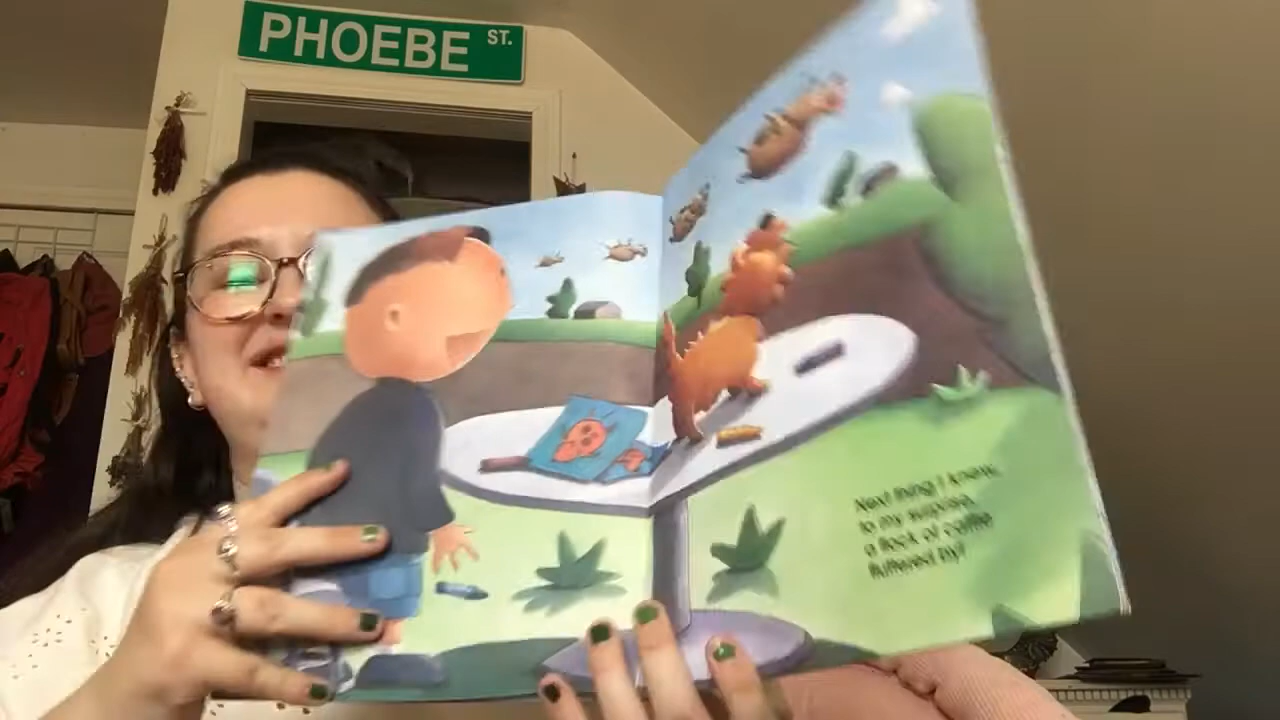 PHOEBE ST.
Next thing I knew,
to my surprise,
a flock of cattle
fluttered by!